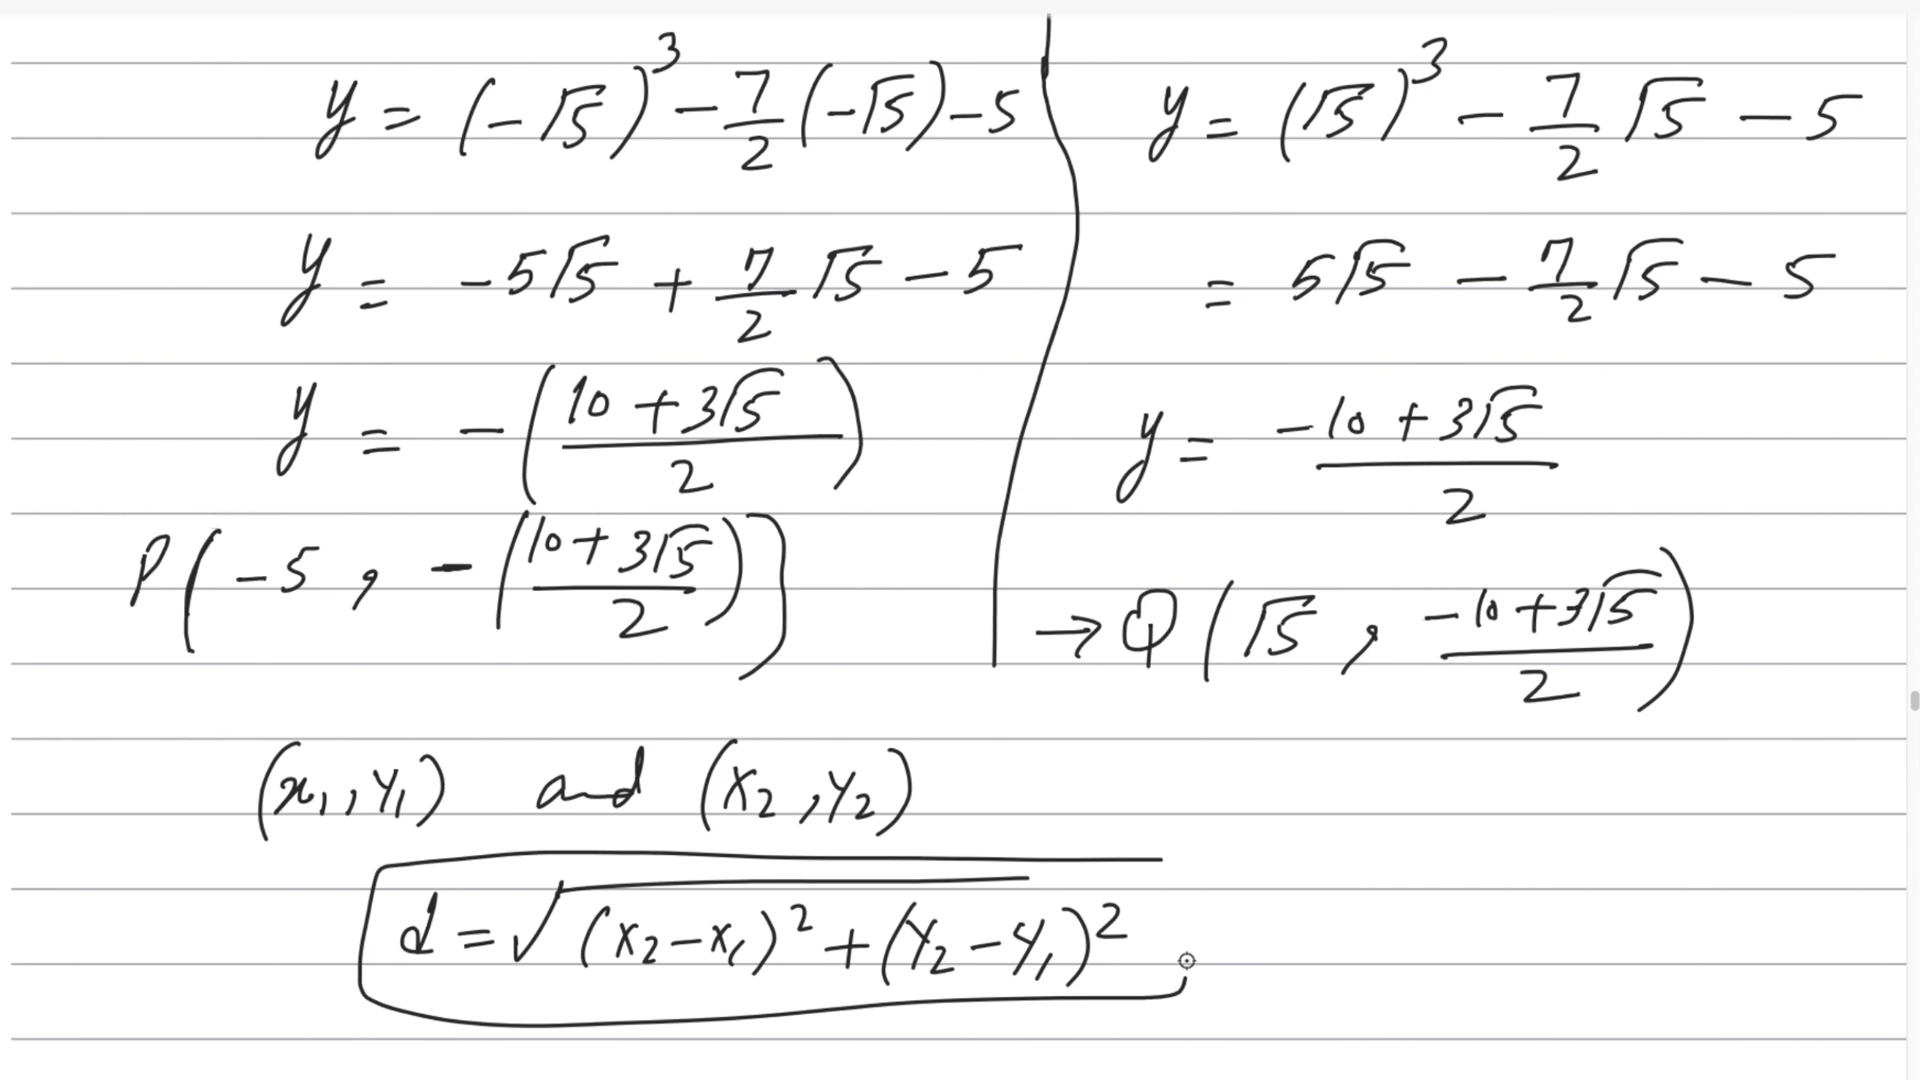 y = (-√5)³ - 7/2 (-√5) - 5
y = -5√5 + 7/2 √5 - 5
y = - ((10 + 3√5)/2)
P(-5, -((10 + 3√5)/2))
y = (√5)³ - 7/2 √5 - 5
= 5√5 - 7/2 √5 - 5
y = (-10 + 3√5)/2
→ Q(√5, (-10 + 3√5)/2)
(x₁, y₁) and (x₂, y₂)
d = √((x₂ - x₁)² + (y₂ - y₁)²)